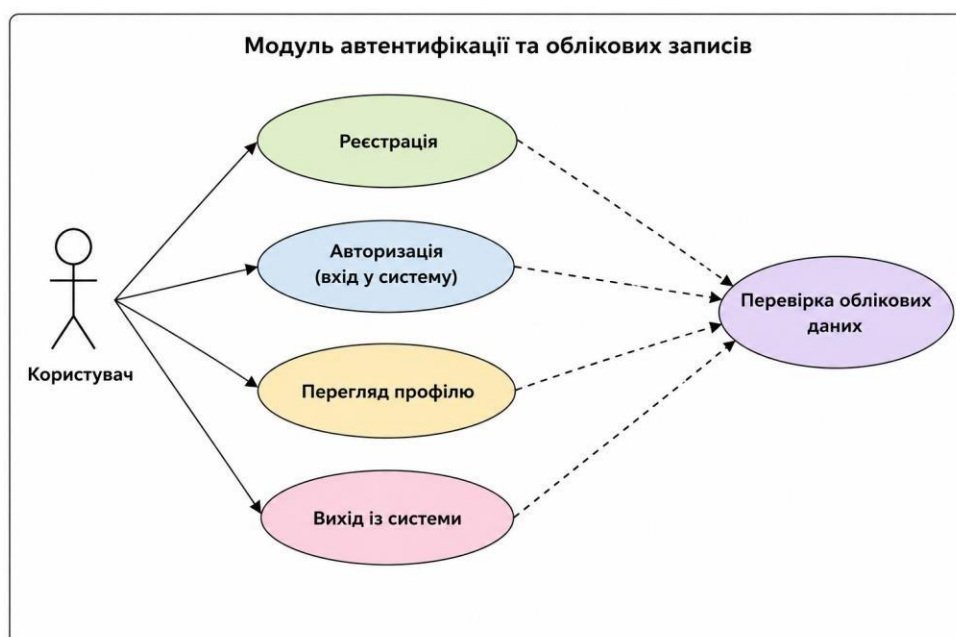 Модуль автентифікації та облікових записів
Реєстрація
Авторизація
(вхід у систему)
Перевірка облікових
даних
Користувач
Перегляд профілю
Вихід із системи